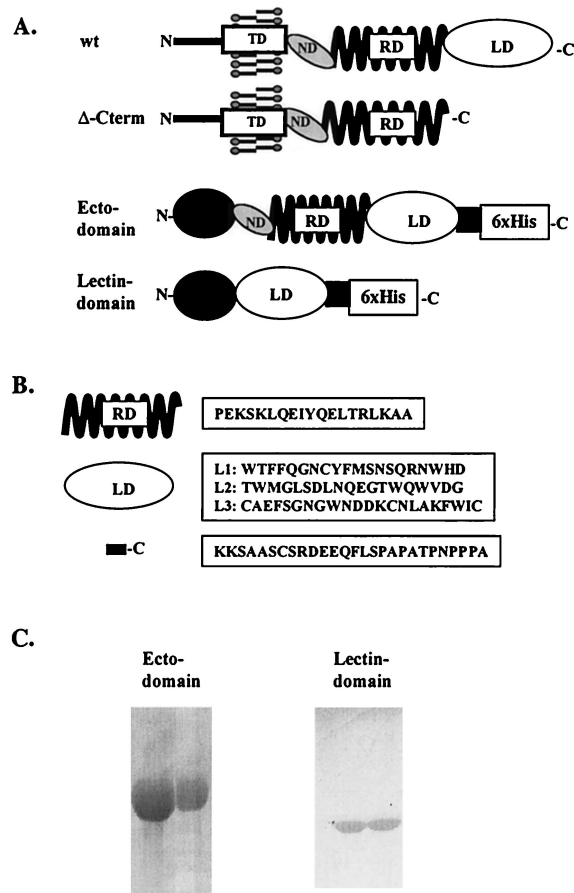 A.
wt N TD ND RD LD -C
Δ-Cterm N TD ND RD -C
Ecto-
domain N- ND RD LD 6xHis -C
Lectin-
domain N- LD 6xHis -C
B.
RD PEKSKLQEIYQELTRLKAA
LD
L1: WTFFQGNCYFMSNSQRNWHD
L2: TWMGLSDLNQEGTWQWVDG
L3: CAEFSGNGWNDDKCNLAKFWIC
-C KKSAASCSRDEEQFLSPAPATPNPPPA
C.
Ecto-
domain
Lectin-
domain